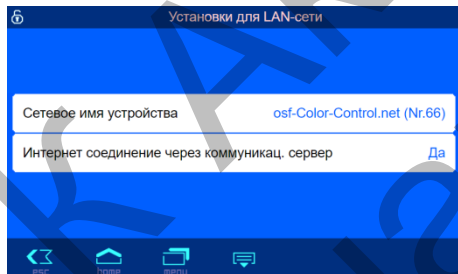 Установки для LAN-сети
Сетевое имя устройства osf-Color-Control.net (Nr.66)
Интернет соединение через коммуникац. сервер Да
esc home menu